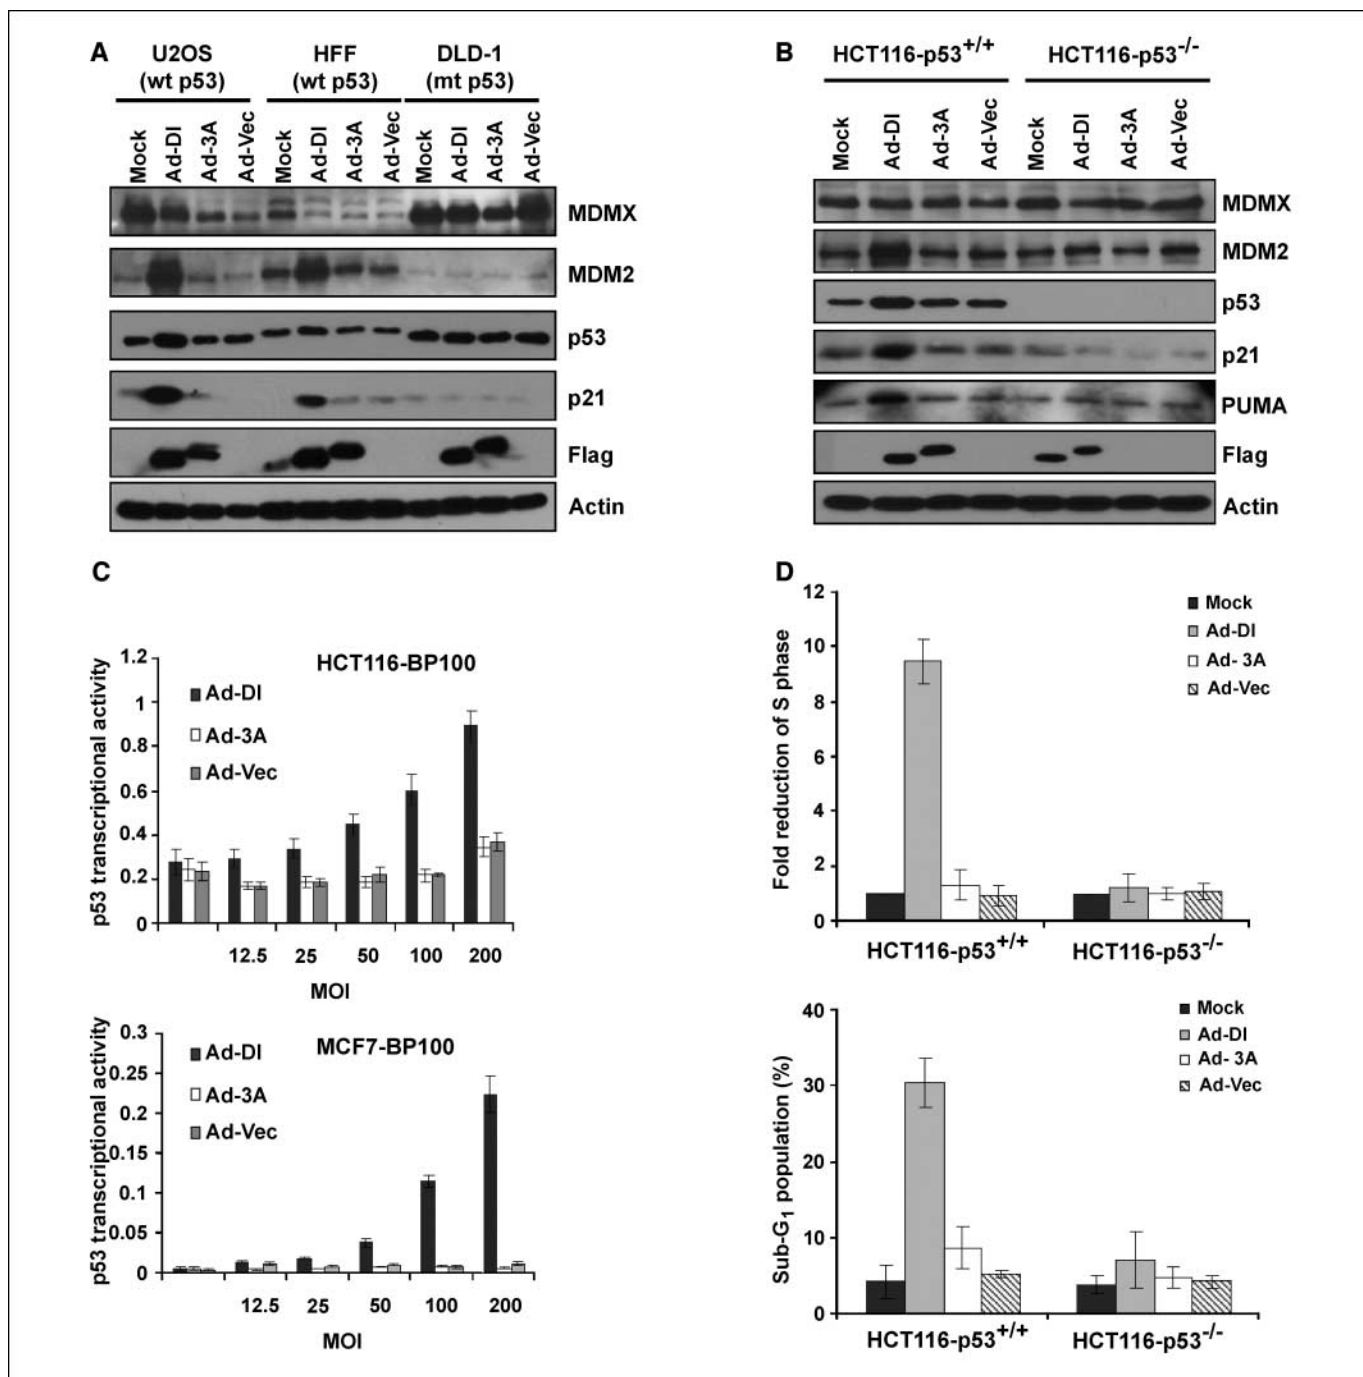 A
U2OS
(wt p53)
HFF
(wt p53)
DLD-1
(mt p53)
Mock
Ad-DI
Ad-3A
Ad-Vec
Mock
Ad-DI
Ad-3A
Ad-Vec
Mock
Ad-DI
Ad-3A
Ad-Vec
MDMX
MDM2
p53
p21
Flag
Actin
B
HCT116-p53+/+
HCT116-p53-/-
Mock
Ad-DI
Ad-3A
Ad-Vec
Mock
Ad-DI
Ad-3A
Ad-Vec
MDMX
MDM2
p53
p21
PUMA
Flag
Actin
C
HCT116-BP100
p53 transcriptional activity
1.2
1
0.8
0.6
0.4
0.2
0
Ad-DI
Ad-3A
Ad-Vec
12.5 25 50 100 200
MOI
MCF7-BP100
p53 transcriptional activity
0.3
0.25
0.2
0.15
0.1
0.05
0
Ad-DI
Ad-3A
Ad-Vec
12.5 25 50 100 200
MOI
D
Fold reduction of S phase
12
10
8
6
4
2
0
Mock
Ad-DI
Ad- 3A
Ad-Vec
HCT116-p53+/+ HCT116-p53-/-
Sub-G1 population (%)
40
30
20
10
0
Mock
Ad-DI
Ad- 3A
Ad-Vec
HCT116-p53+/+ HCT116-p53-/-